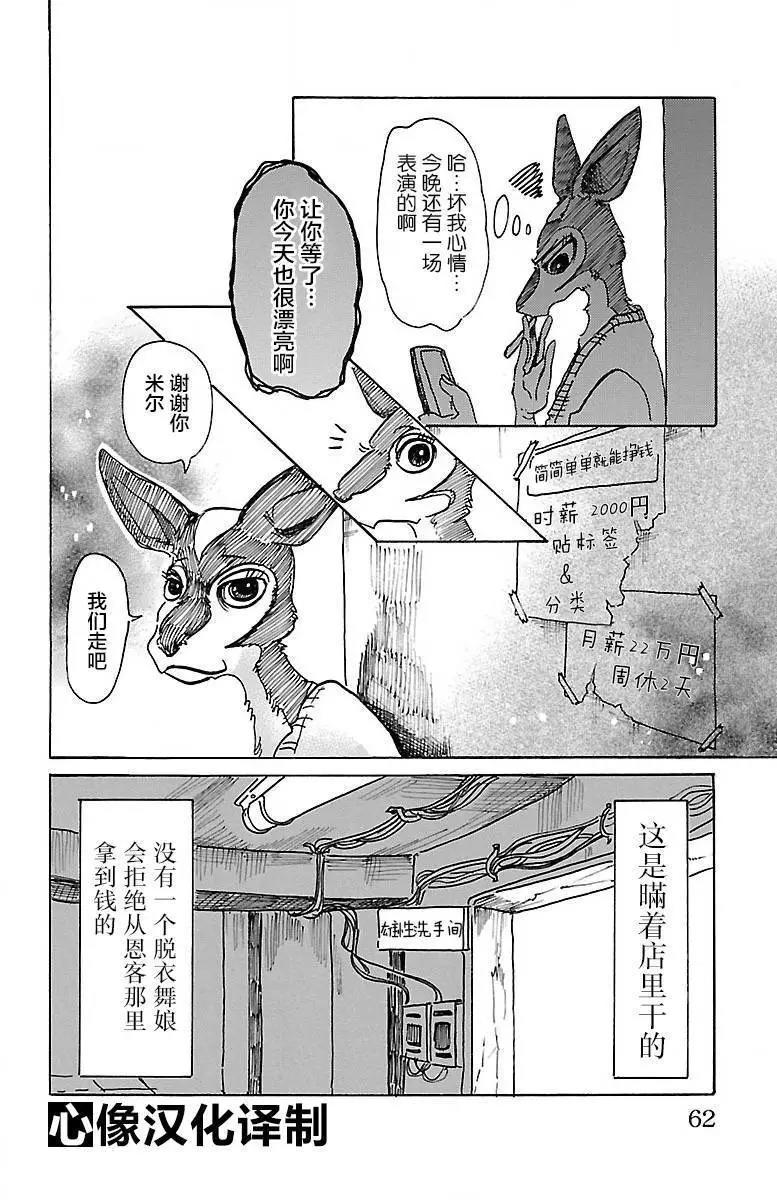 哈…坏我心情…
今晚还有一场
表演的啊
让你等了…
你今天也很漂亮啊
谢谢你
米尔
我们走吧
简简单单就能挣钱
时薪2000円
贴标签
&
分类
月薪22万円
周休2天
这是瞒着店里干的
雄性洗手间
没有一个脱衣舞娘
会拒绝从恩客那里
拿到钱的
心像汉化译制
62